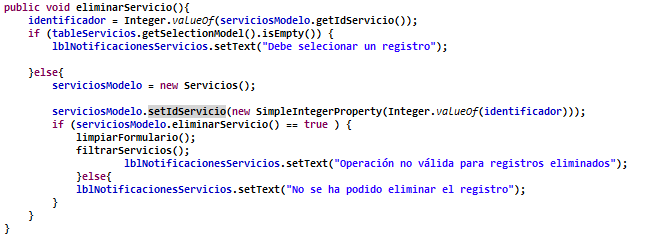 public void eliminarServicio(){
identificador = Integer.valueOf(serviciosModelo.getIdServicio());
if (tableServicios.getSelectionModel().isEmpty()) {
lblNotificacionesServicios.setText("Debe selecionar un registro");
}else{
serviciosModelo = new Servicios();
serviciosModelo.setIdServicio(new SimpleIntegerProperty(Integer.valueOf(identificador)));
if (serviciosModelo.eliminarServicio() == true ) {
limpiarFormulario();
filtrarServicios();
lblNotificacionesServicios.setText("Operación no válida para registros eliminados");
}else{
lblNotificacionesServicios.setText("No se ha podido eliminar el registro");
}
}
}